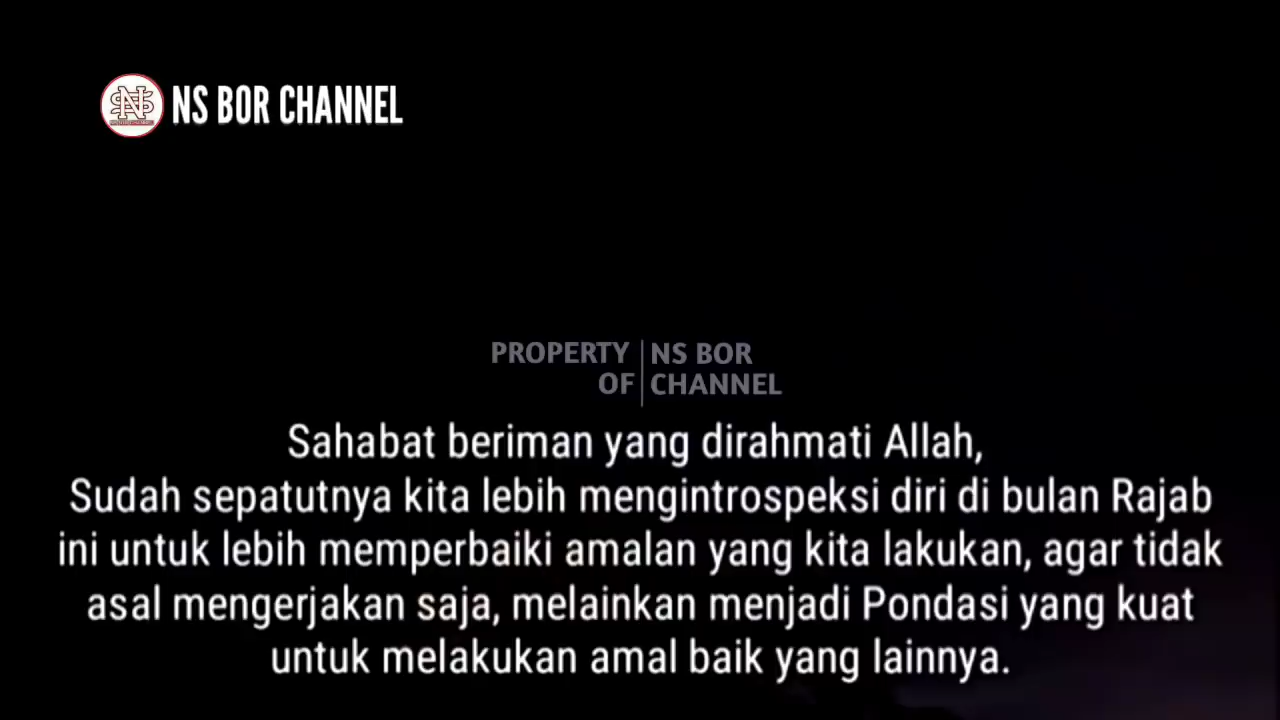 NS BOR CHANNEL
PROPERTY OF NS BOR CHANNEL
Sahabat beriman yang dirahmati Allah,
Sudah sepatutnya kita lebih mengintrospeksi diri di bulan Rajab
ini untuk lebih memperbaiki amalan yang kita lakukan, agar tidak
asal mengerjakan saja, melainkan menjadi Pondasi yang kuat
untuk melakukan amal baik yang lainnya.